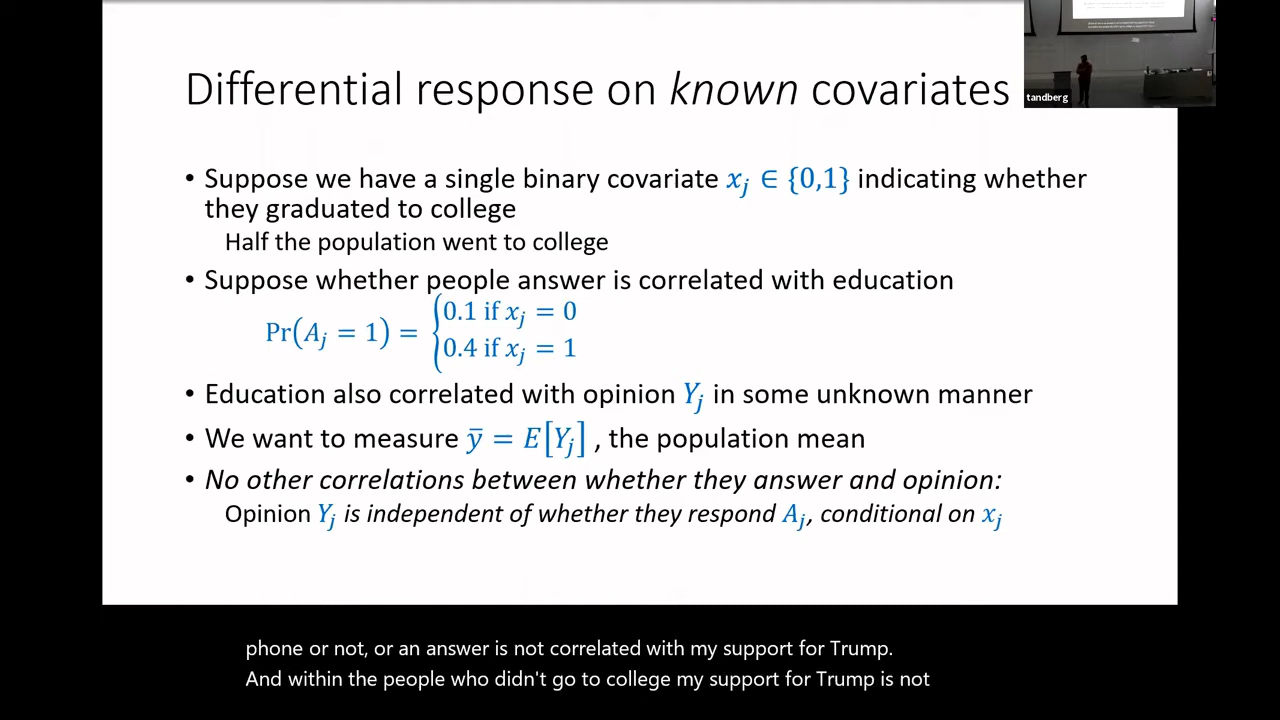 Differential response on known covariates
tandberg
• Suppose we have a single binary covariate xⱼ ∈ {0,1} indicating whether
they graduated to college
Half the population went to college
• Suppose whether people answer is correlated with education
Pr(Aⱼ = 1) = {0.1 if xⱼ = 0
0.4 if xⱼ = 1
• Education also correlated with opinion Yⱼ in some unknown manner
• We want to measure ȳ = E[Yⱼ] , the population mean
• No other correlations between whether they answer and opinion:
Opinion Yⱼ is independent of whether they respond Aⱼ, conditional on xⱼ
phone or not, or an answer is not correlated with my support for Trump.
And within the people who didn't go to college my support for Trump is not